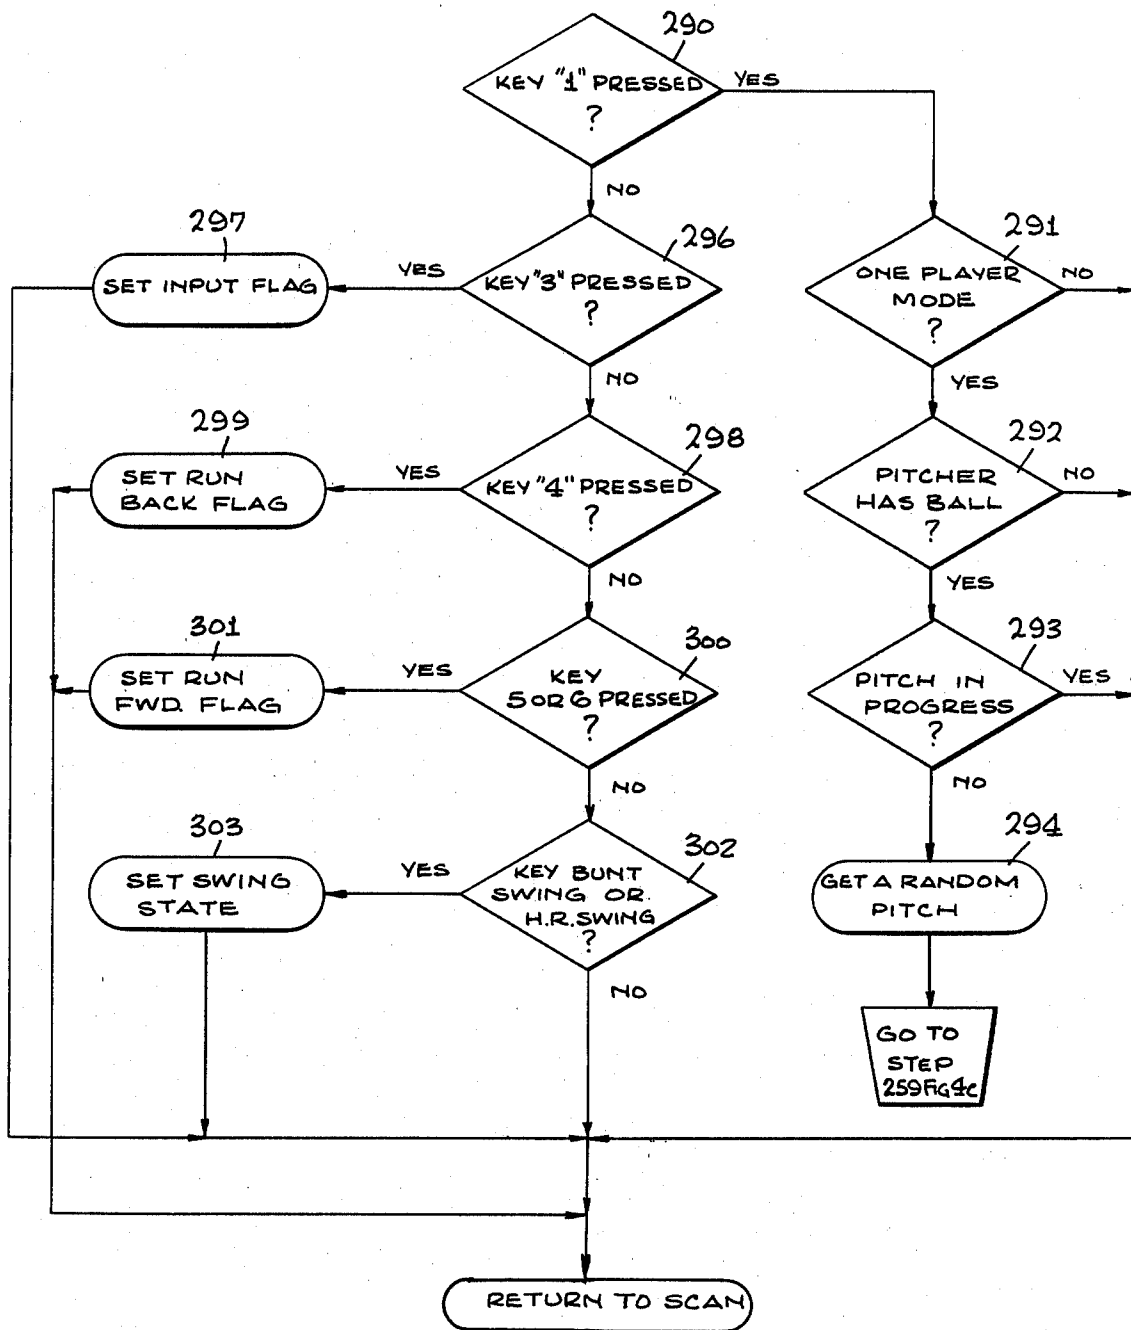 290
KEY "1" PRESSED
?
YES
NO
297
SET INPUT FLAG
YES
296
KEY "3" PRESSED
?
NO
291
ONE PLAYER
MODE
?
NO
YES
299
SET RUN
BACK FLAG
YES
298
KEY "4" PRESSED
?
NO
292
PITCHER
HAS BALL
?
NO
YES
301
SET RUN
FWD. FLAG
YES
300
KEY
5 OR 6 PRESSED
?
NO
293
PITCH IN
PROGRESS
?
YES
NO
303
SET SWING
STATE
YES
302
KEY BUNT
SWING OR
H.R. SWING
?
NO
294
GET A RANDOM
PITCH
GO TO
STEP
259 FIG 4C
RETURN TO SCAN